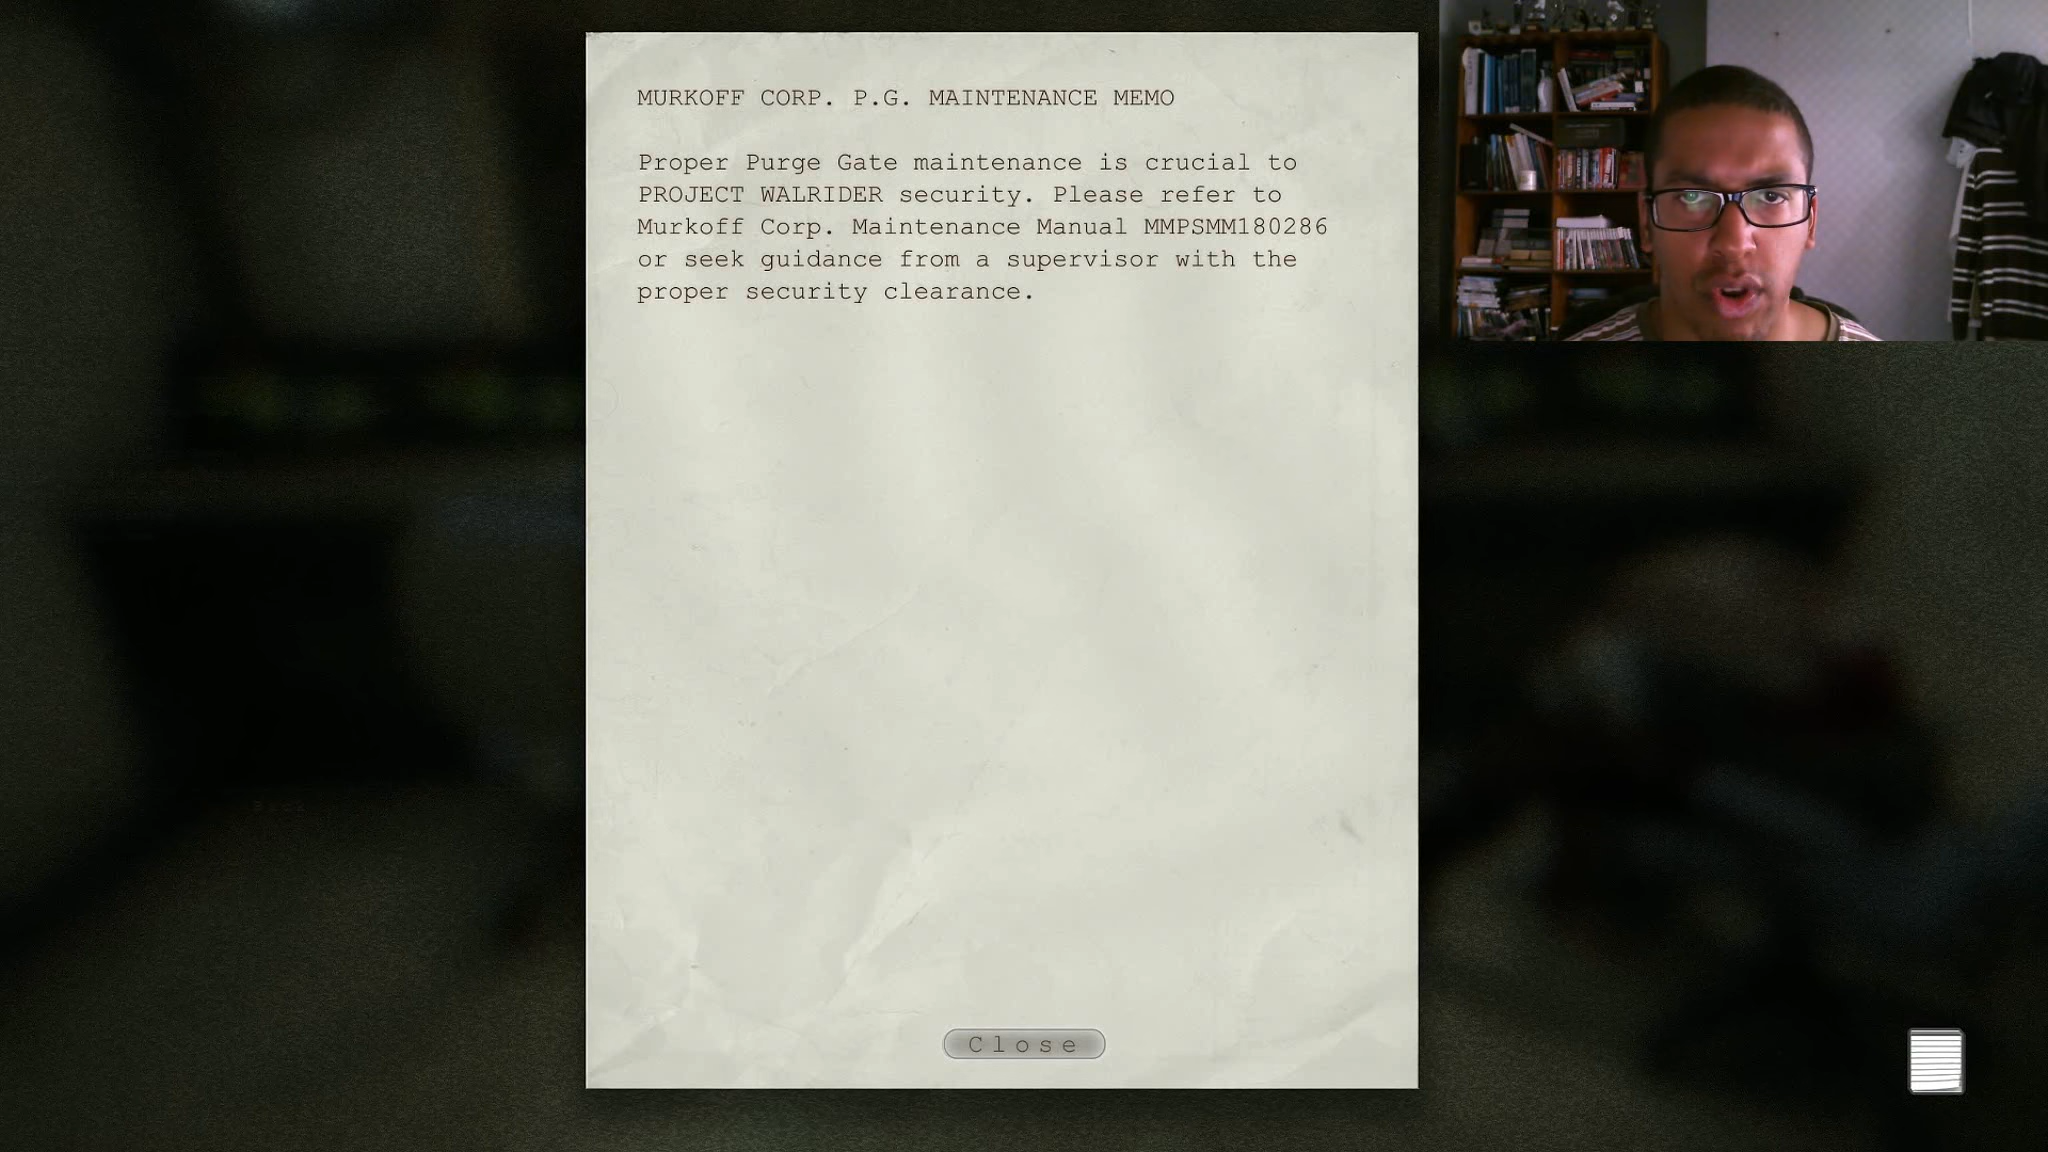 MURKOFF CORP. P.G. MAINTENANCE MEMO
Proper Purge Gate maintenance is crucial to
PROJECT WALRIDER security. Please refer to
Murkoff Corp. Maintenance Manual MMPSMM180286
or seek guidance from a supervisor with the
proper security clearance.
Close